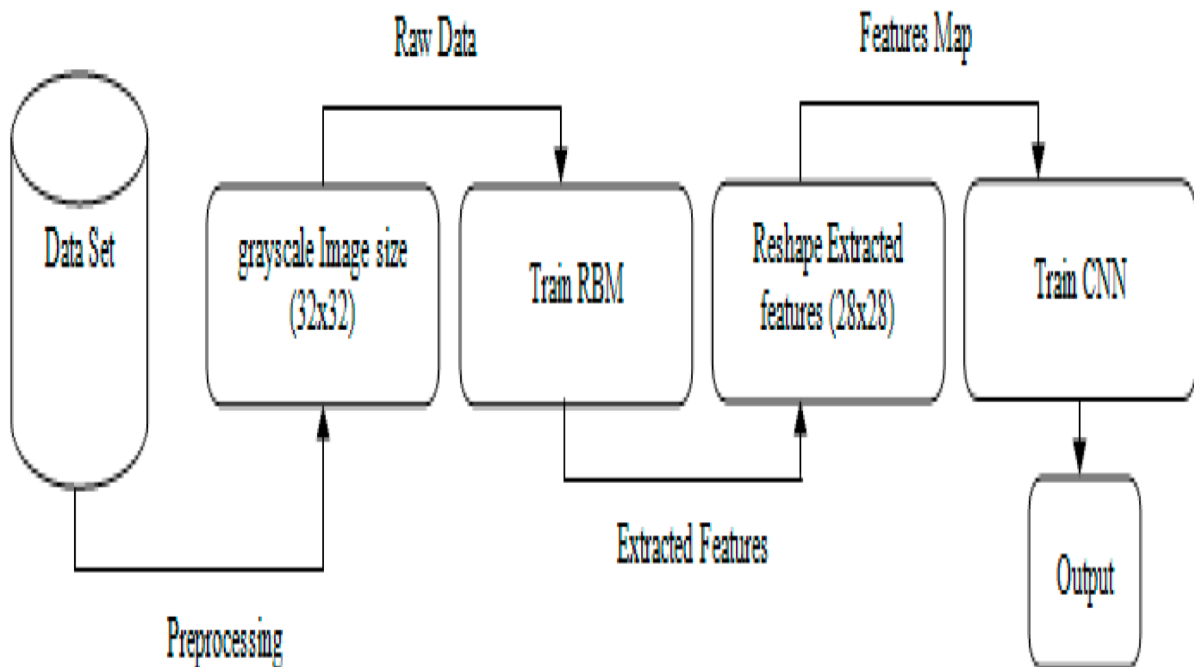 Raw Data
Features Map
Data Set
grayscale Image size
(32x32)
Train RBM
Reshape Extracted
features (28x28)
Train CNN
Extracted Features
Output
Preprocessing